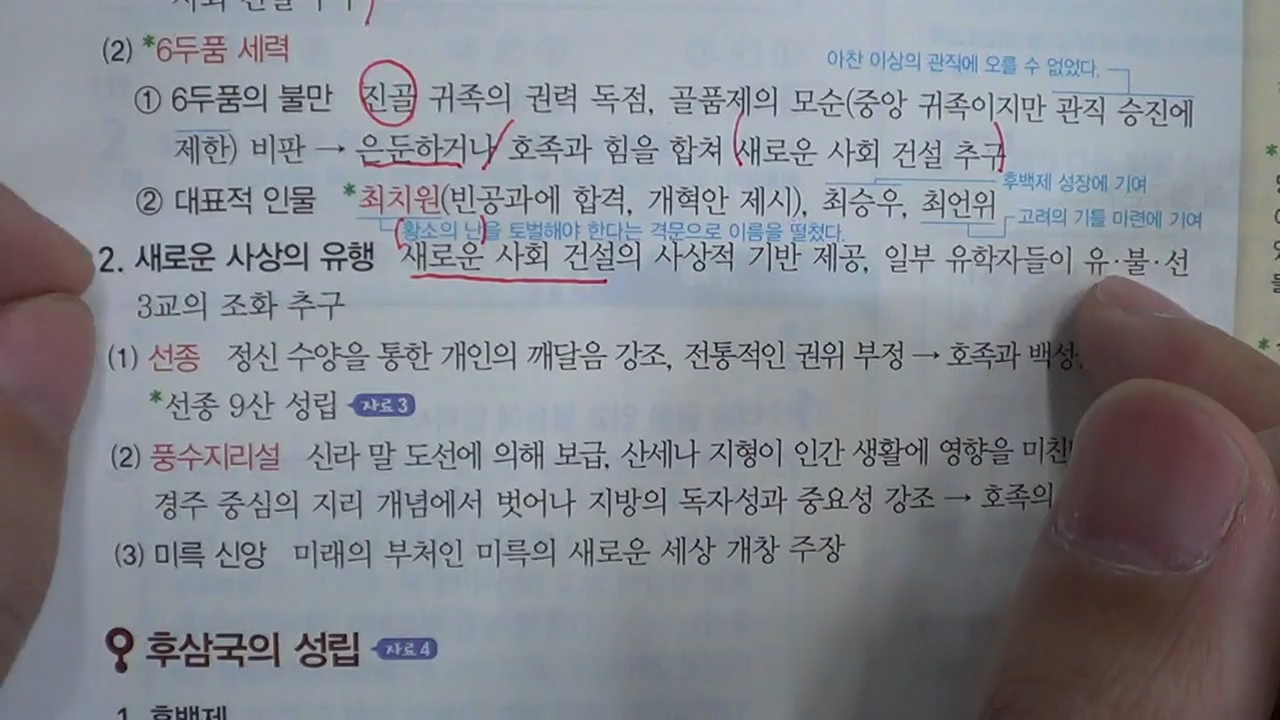 (2) *6두품 세력
아찬 이상의 관직에 오를 수 없었다.
① 6두품의 불만 진골 귀족의 권력 독점, 골품제의 모순(중앙 귀족이지만 관직 승진에
제한) 비판 → 은둔하거나 호족과 힘을 합쳐 새로운 사회 건설 추구
② 대표적 인물 *최치원(빈공과에 합격, 개혁안 제시), 최승우, 최언위
후백제 성장에 기여
고려의 기틀 마련에 기여
황소의 난을 토벌해야 한다는 격문으로 이름을 떨쳤다.
2. 새로운 사상의 유행 새로운 사회 건설의 사상적 기반 제공, 일부 유학자들이 유·불·선
3교의 조화 추구
(1) 선종 정신 수양을 통한 개인의 깨달음 강조, 전통적인 권위 부정 → 호족과 백성
*선종 9산 성립 자료3
(2) 풍수지리설 신라 말 도선에 의해 보급, 산세나 지형이 인간 생활에 영향을
경주 중심의 지리 개념에서 벗어나 지방의 독자성과 중요성 강조 → 호족의
(3) 미륵 신앙 미래의 부처인 미륵의 새로운 세상 개창 주장
후삼국의 성립 자료4
1. 후백제